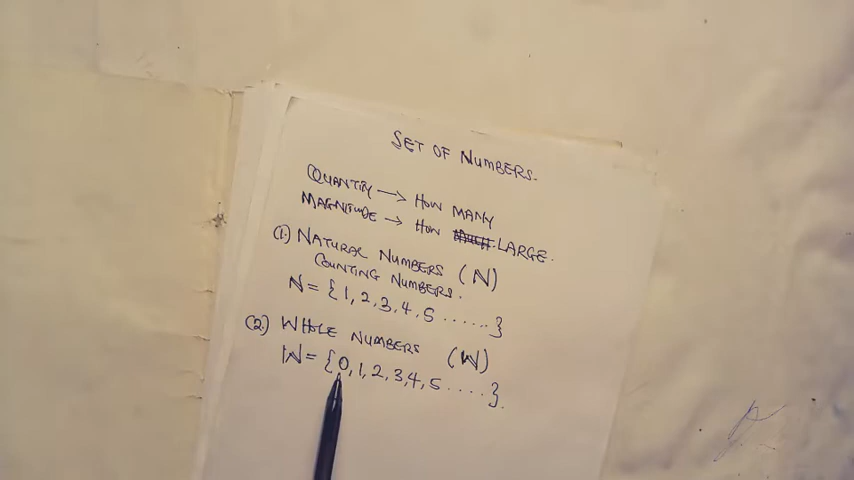 SET OF NUMBERS.
QUANTITY → HOW MANY
MAGNITUDE → HOW LARGE.
(1.) NATURAL NUMBERS (N)
COUNTING NUMBERS.
N = {1, 2, 3, 4, 5 ......}
(2.) WHOLE NUMBERS (W)
W = {0, 1, 2, 3, 4, 5 .....}.